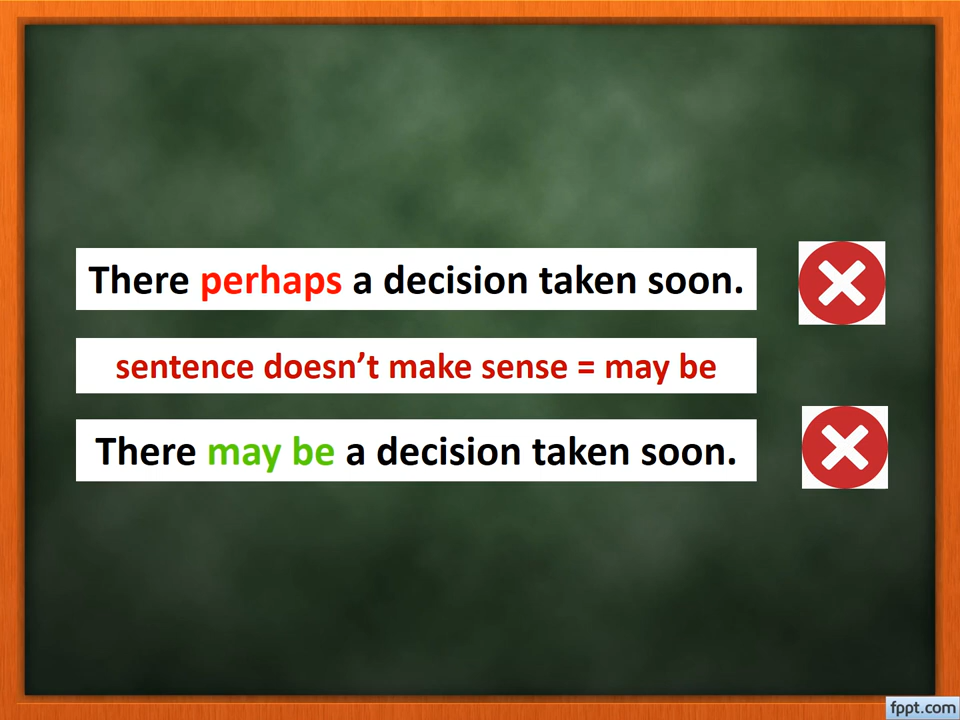 There perhaps a decision taken soon.
sentence doesn’t make sense = may be
There may be a decision taken soon.
fppt.com